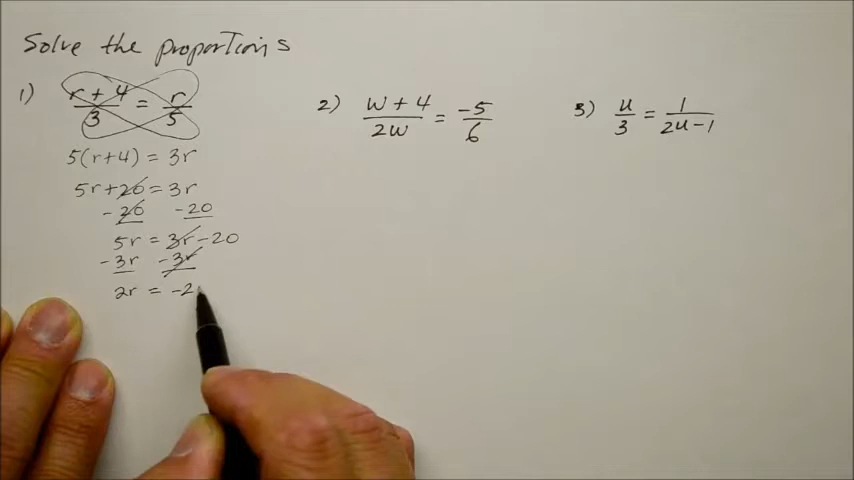 Solve the proportions
1) r + 4 / 3 = r / 5
5(r+4) = 3r
5r + 20 = 3r
- 20 - 20
5r = 3r - 20
- 3r - 3r
2r = -2
2) w + 4 / 2w = -5 / 6
3) u / 3 = 1 / 2u - 1